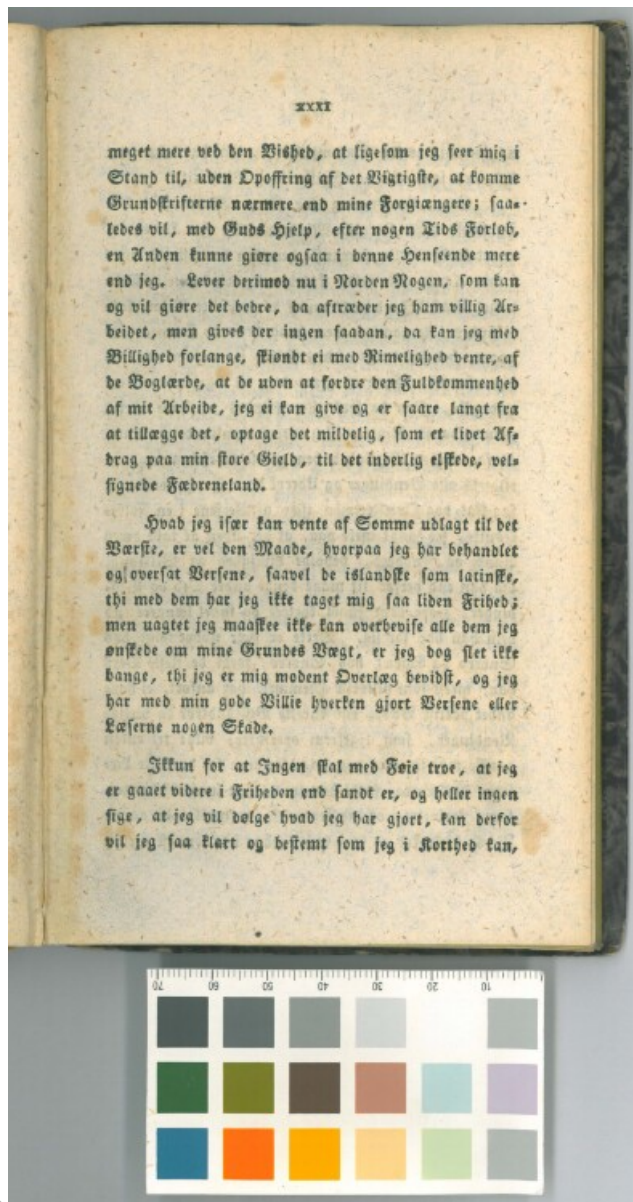 XXXI
meget mere ved den Vished, at ligesom jeg seer mig i
Stand til, uden Opoffring af det Vigtigste, at komme
Grundskrifterne nærmere end mine Forgiængere; saa-
ledes vil, med Guds Hjelp, efter nogen Tids Forløb,
en Anden kunne giøre ogsaa i denne Henseende mere
end jeg. Lever derimod nu i Norden Nogen, som kan
og vil giøre det bedre, da aftræder jeg ham villig Ar-
beidet, men gives der ingen saadan, da kan jeg med
Billighed forlange, skiøndt ei med Rimelighed vente, af
de Boglærde, at de uden at fordre den Fuldkommenhed
af mit Arbeide, jeg ei kan give og er saare langt fra
at tillægge det, optage det mildelig, som et lidet Af-
drag paa min store Gield, til det inderlig elskede, vel-
signede Fædreneland.
Hvad jeg især kan vente af Somme udlagt til det
Værste, er vel den Maade, hvorpaa jeg har behandlet
og oversat Versene, saavel de islandske som latinske,
thi med dem har jeg ikke taget mig saa liden Frihed;
men uagtet jeg maaskee ikke kan overbevise alle dem jeg
ønskede om mine Grundes Vægt, er jeg dog slet ikke
bange, thi jeg er mig modent Overlæg bevidst, og jeg
har med min gode Villie hverken gjort Versene eller
Læserne nogen Skade.
Ikkun for at Ingen skal med Føie troe, at jeg
er gaaet videre i Friheden end sandt er, og heller ingen
sige, at jeg vil dølge hvad jeg har gjort, kan derfor
vil jeg saa klart og bestemt som jeg i Korthed kan,
70 60 50 40 30 20 10